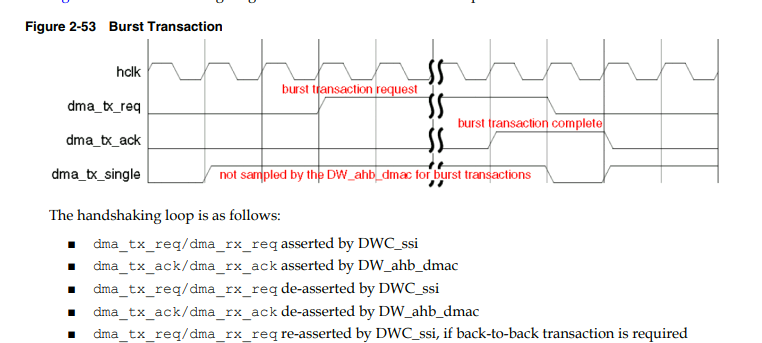 Figure 2-53 Burst Transaction
hclk
burst transaction request
dma_tx_req
burst transaction complete
dma_tx_ack
dma_tx_single
not sampled by the DW_ahb_dmac for burst transactions
The handshaking loop is as follows:
■ dma_tx_req/dma_rx_req asserted by DWC_ssi
■ dma_tx_ack/dma_rx_ack asserted by DW_ahb_dmac
■ dma_tx_req/dma_rx_req de-asserted by DWC_ssi
■ dma_tx_ack/dma_rx_ack de-asserted by DW_ahb_dmac
■ dma_tx_req/dma_rx_req re-asserted by DWC_ssi, if back-to-back transaction is required